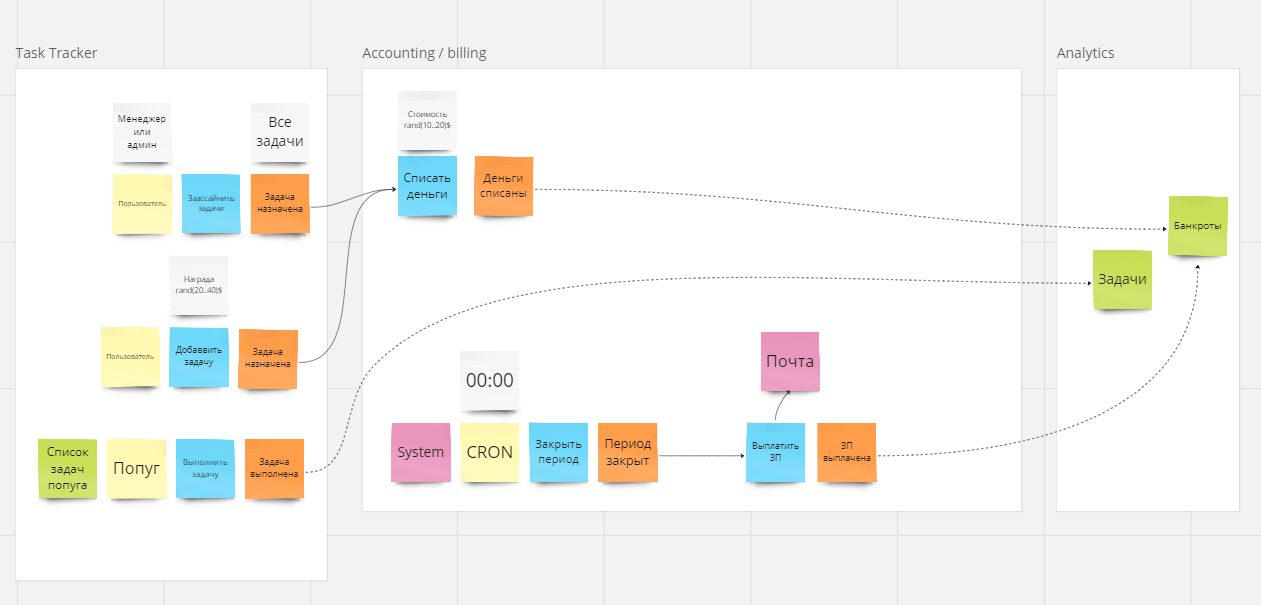 Task Tracker
Accounting / billing
Analytics
Менеджер
или
админ
Все
задачи
Пользователь
Заассайнить
задачи
Задача
назначена
Награда
rand(20..40)$
Пользователь
Добаввить
задачу
Задача
назначена
Список
задач
попуга
Попуг
Выполнить
задачу
Задача
выполнена
Стоимость
rand(10..20)$
Списать
деньги
Деньги
списаны
00:00
System
CRON
Закрыть
период
Период
закрыт
Почта
Выплатить
ЗП
ЗП
выплачена
Банкроты
Задачи